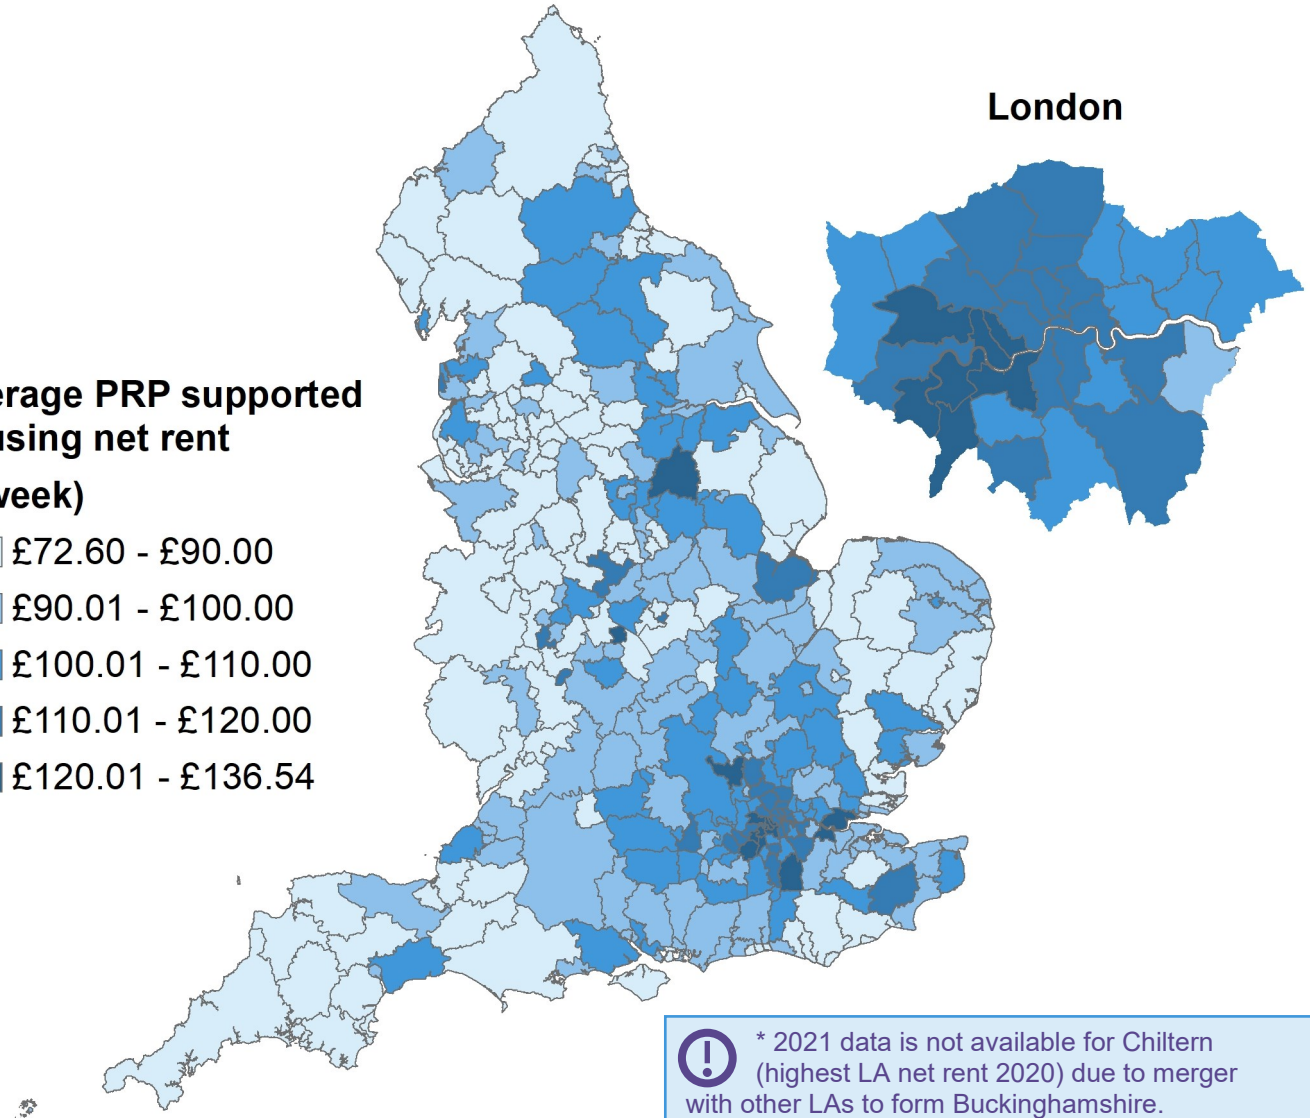 London
erage PRP supported
using net rent
week)
£72.60 - £90.00
£90.01 - £100.00
£100.01 - £110.00
£110.01 - £120.00
£120.01 - £136.54
* 2021 data is not available for Chiltern
(highest LA net rent 2020) due to merger
with other LAs to form Buckinghamshire.